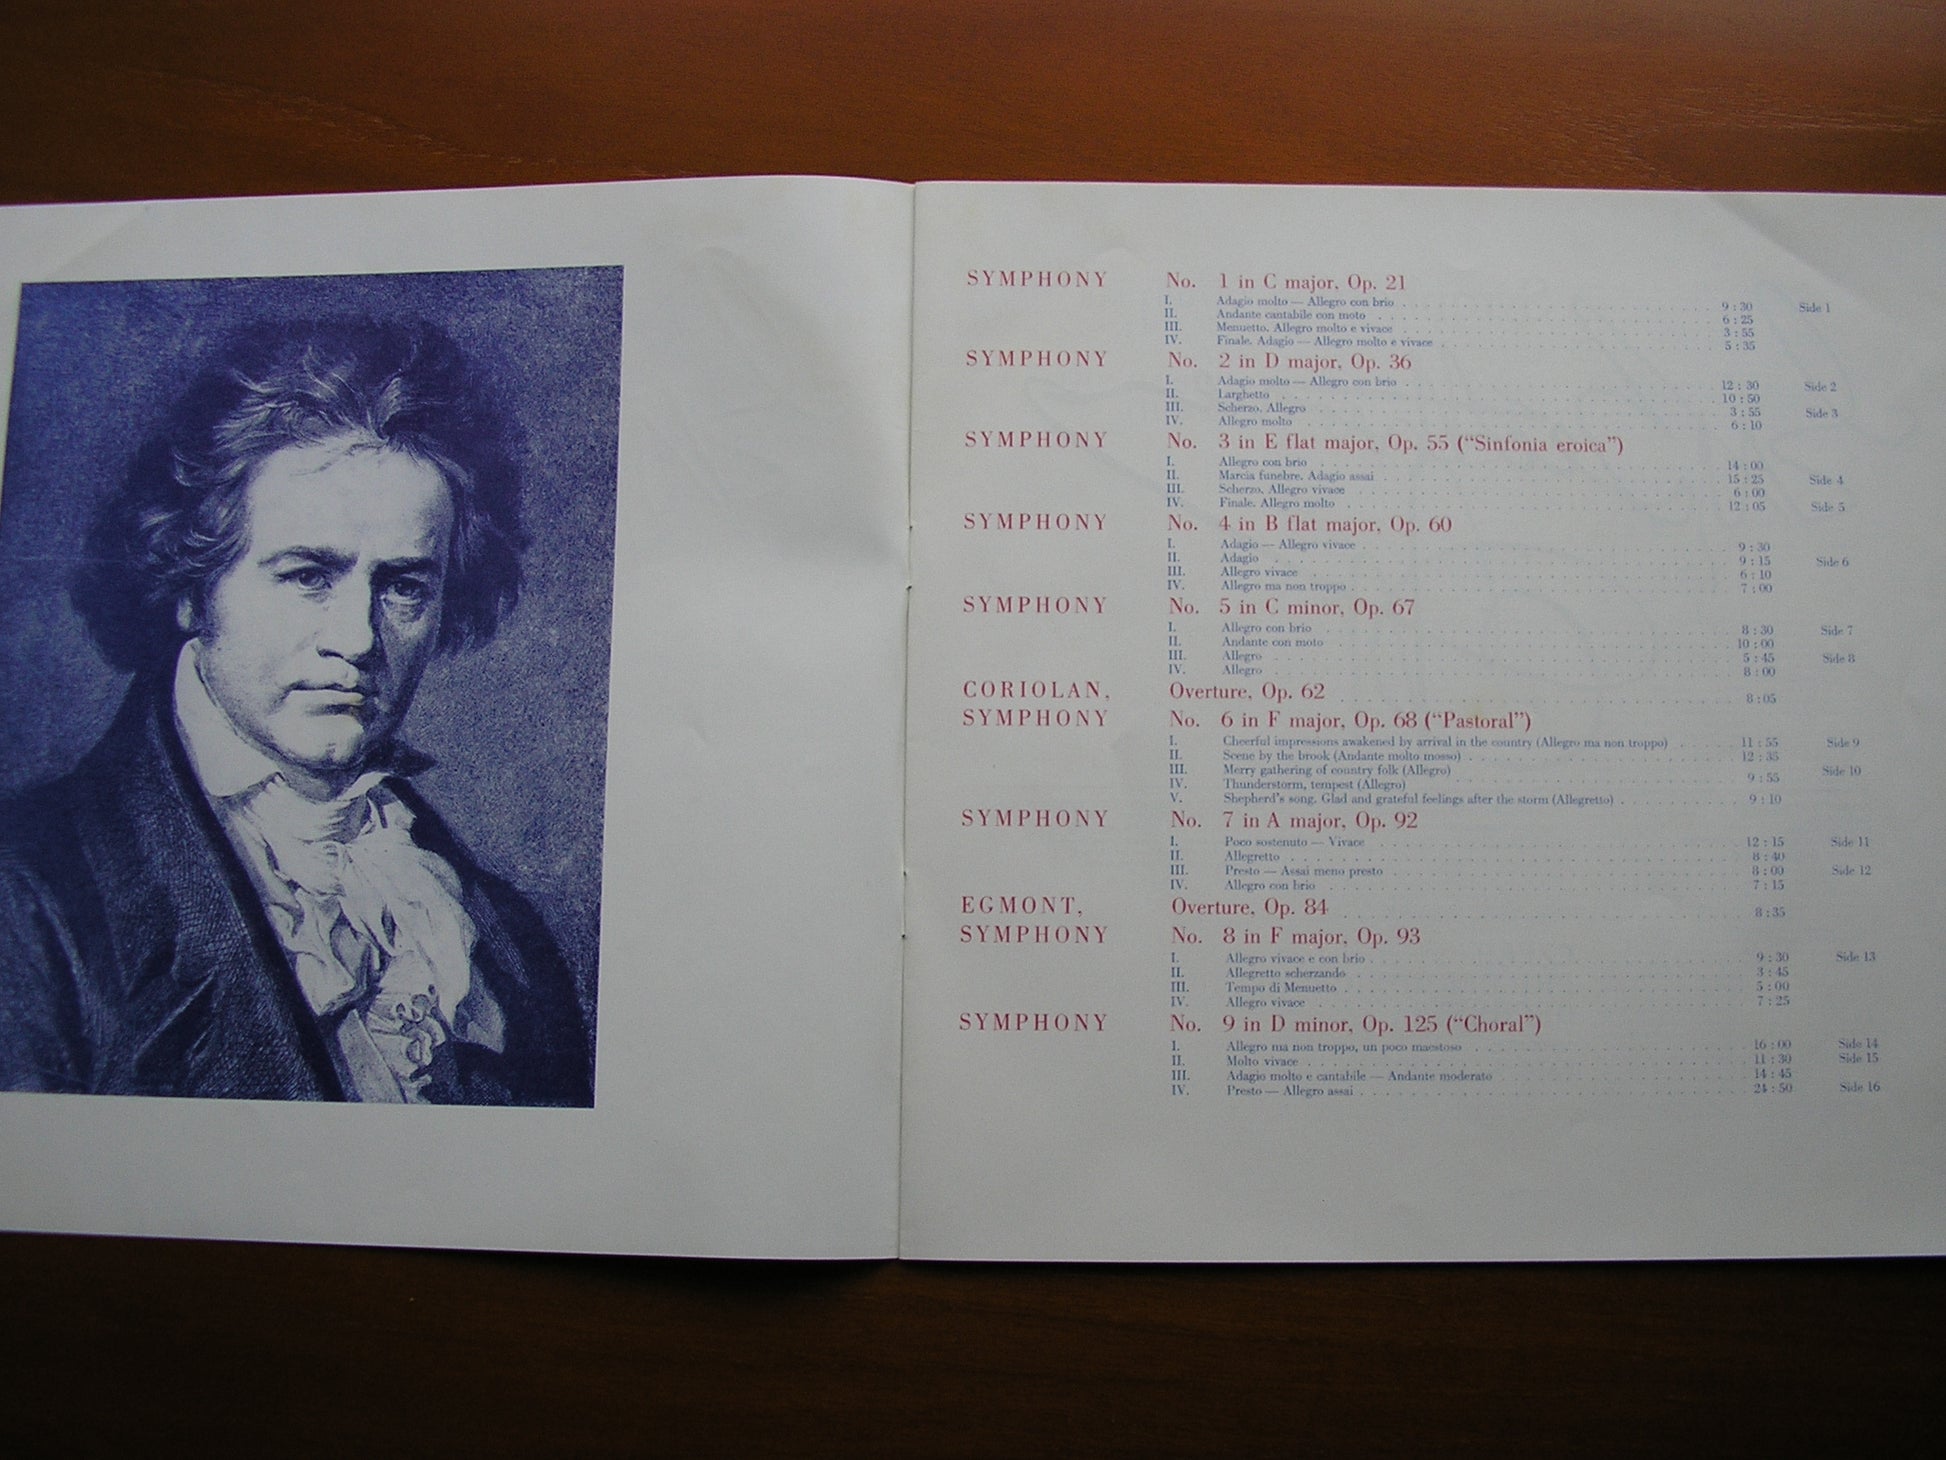 SYMPHONY No. 1 in C major, Op. 21
I. Adagio molto — Allegro con brio 9 : 30 Side 1
II. Andante cantabile con moto 6 : 25
III. Menuetto. Allegro molto e vivace 3 : 55
IV. Finale. Adagio — Allegro molto e vivace 5 : 35
SYMPHONY No. 2 in D major, Op. 36
I. Adagio molto — Allegro con brio 12 : 30 Side 2
II. Larghetto 10 : 50
III. Scherzo. Allegro 3 : 55 Side 3
IV. Allegro molto 6 : 10
SYMPHONY No. 3 in E flat major, Op. 55 (“Sinfonia eroica”)
I. Allegro con brio 14 : 00
II. Marcia funebre. Adagio assai 15 : 25 Side 4
III. Scherzo. Allegro vivace 6 : 00
IV. Finale. Allegro molto 12 : 05 Side 5
SYMPHONY No. 4 in B flat major, Op. 60
I. Adagio — Allegro vivace 9 : 30
II. Adagio 9 : 15 Side 6
III. Allegro vivace 6 : 10
IV. Allegro ma non troppo 7 : 00
SYMPHONY No. 5 in C minor, Op. 67
I. Allegro con brio 8 : 30 Side 7
II. Andante con moto 10 : 00
III. Allegro 5 : 45 Side 8
IV. Allegro 8 : 00
CORIOLAN, Overture, Op. 62 8 : 05
SYMPHONY No. 6 in F major, Op. 68 (“Pastoral”)
I. Cheerful impressions awakened by arrival in the country (Allegro ma non troppo) 11 : 55 Side 9
II. Scene by the brook (Andante molto mosso) 12 : 35
III. Merry gathering of country folk (Allegro) 9 : 55 Side 10
IV. Thunderstorm, tempest (Allegro)
V. Shepherd's song. Glad and grateful feelings after the storm (Allegretto) 9 : 10
SYMPHONY No. 7 in A major, Op. 92
I. Poco sostenuto — Vivace 12 : 15 Side 11
II. Allegretto 8 : 40
III. Presto — Assai meno presto 8 : 00 Side 12
IV. Allegro con brio 7 : 15
EGMONT, Overture, Op. 84 8 : 35
SYMPHONY No. 8 in F major, Op. 93
I. Allegro vivace e con brio 9 : 30 Side 13
II. Allegretto scherzando 3 : 45
III. Tempo di Menuetto 5 : 00
IV. Allegro vivace 7 : 25
SYMPHONY No. 9 in D minor, Op. 125 (“Choral”)
I. Allegro ma non troppo, un poco maestoso 16 : 00 Side 14
II. Molto vivace 11 : 30 Side 15
III. Adagio molto e cantabile — Andante moderato 14 : 45
IV. Presto — Allegro assai 24 : 50 Side 16